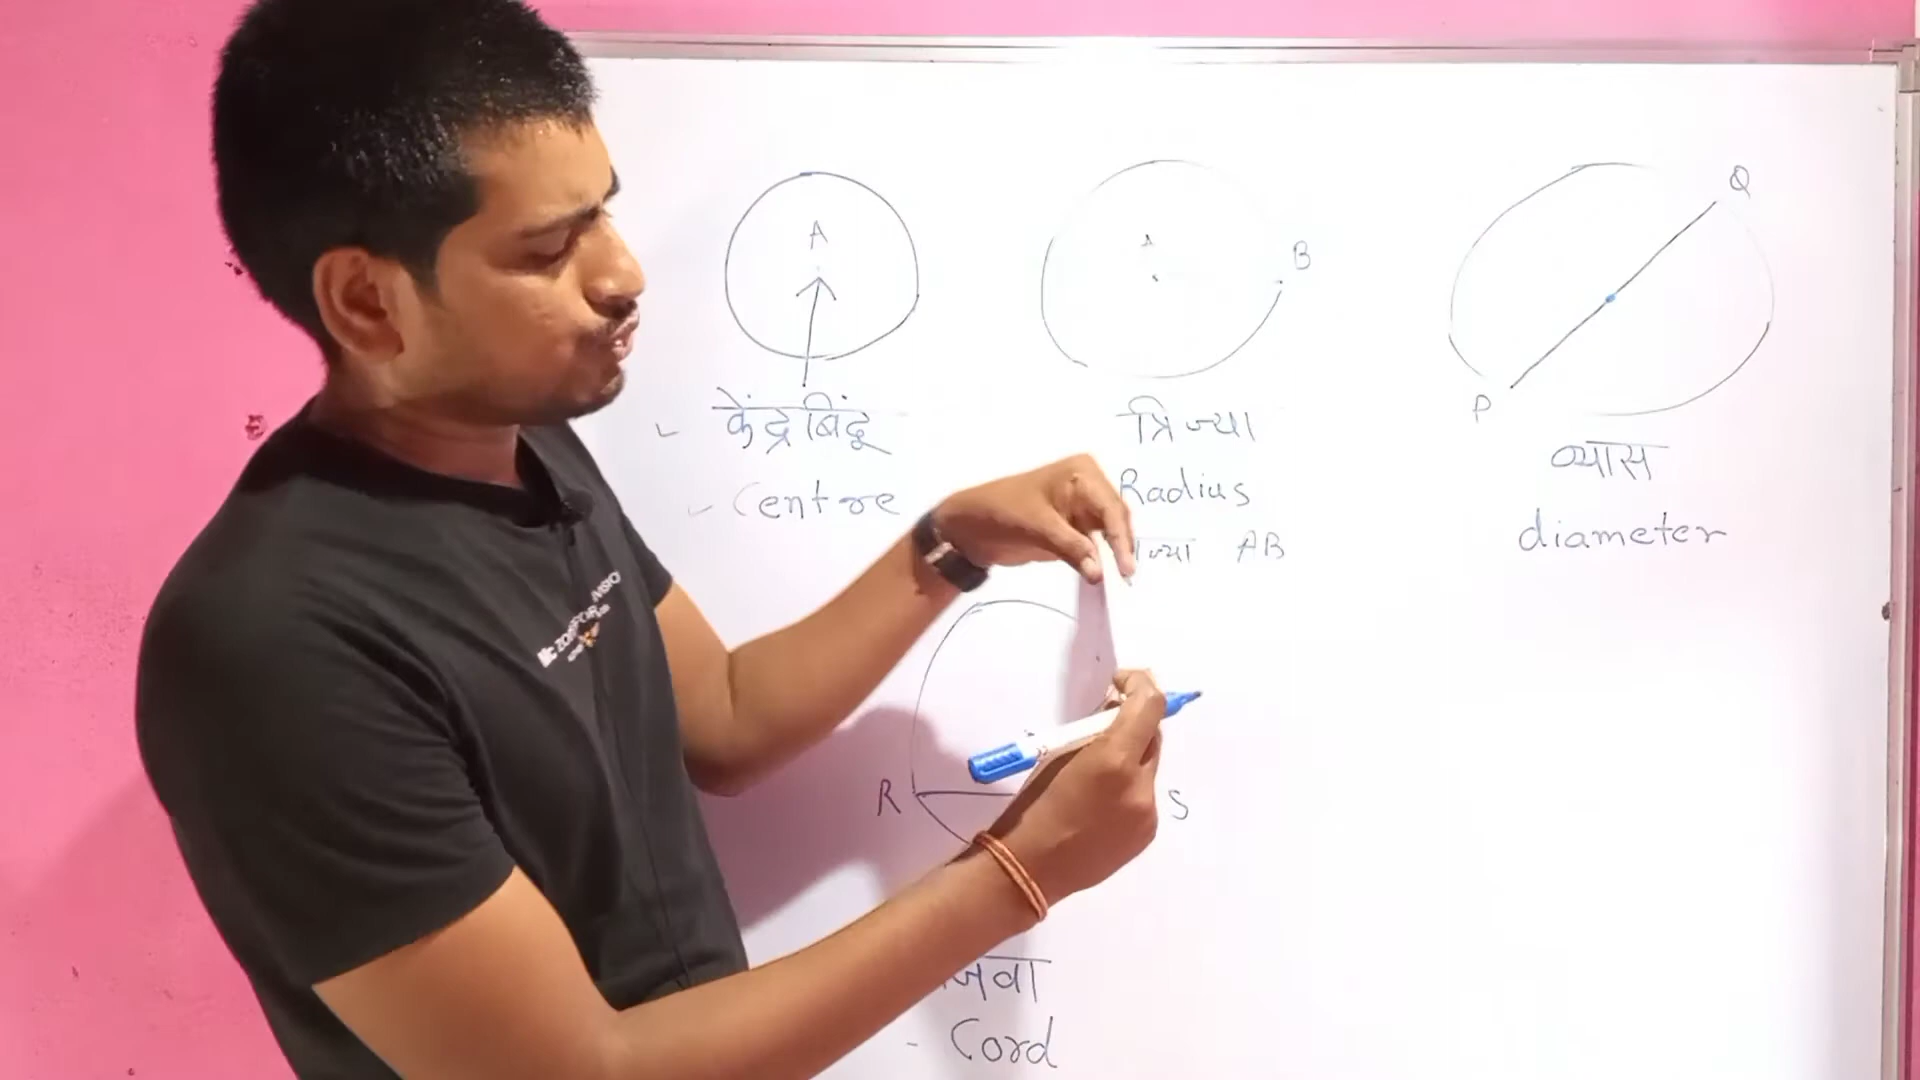 A
A
B
Q
P
केंद्रबिंदू
Centre
त्रिज्या
Radius
AB
व्यास
diameter
R
S
Cord